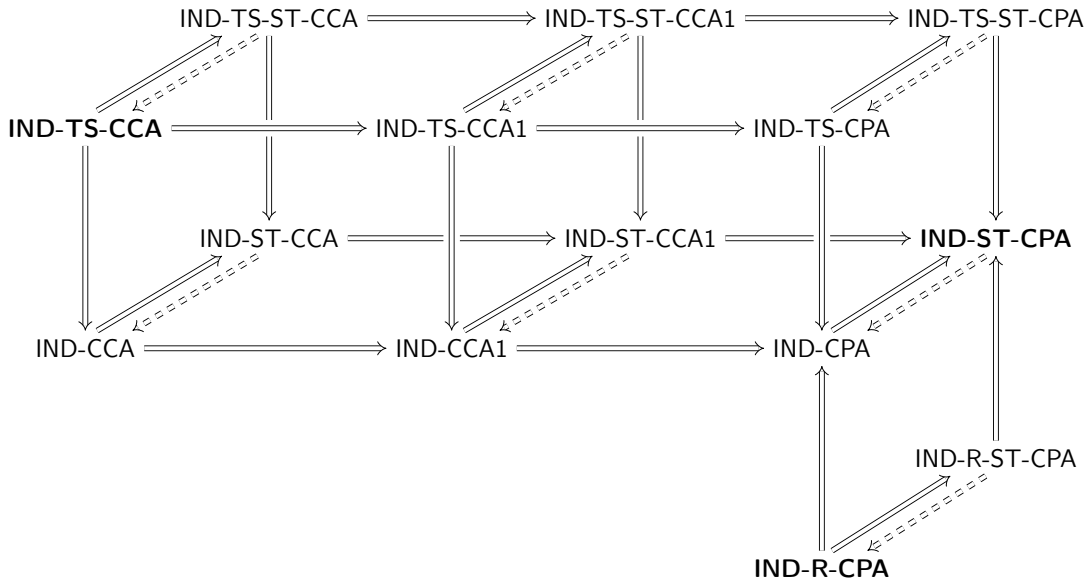 IND-TS-ST-CCA IND-TS-ST-CCA1 IND-TS-ST-CPA
IND-TS-CCA IND-TS-CCA1 IND-TS-CPA
IND-ST-CCA IND-ST-CCA1 IND-ST-CPA
IND-CCA IND-CCA1 IND-CPA
IND-R-ST-CPA
IND-R-CPA